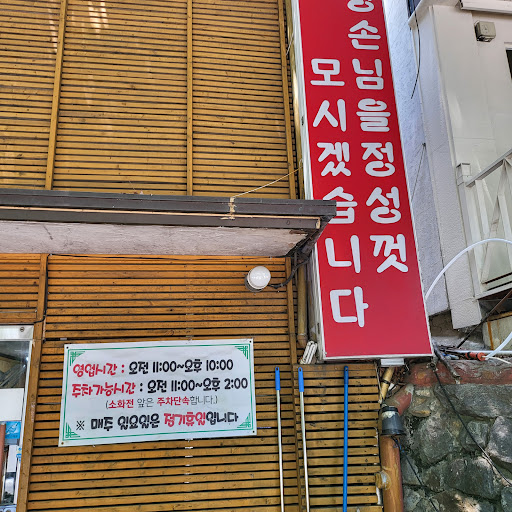 손님을정성껏
모시겠습니다
영업시간 : 오전 11:00~오후 10:00
주차가능시간 : 오전 11:00~오후 2:00
(소화전 앞은 주차단속합니다.)
※ 매주 일요일은 정기휴일입니다